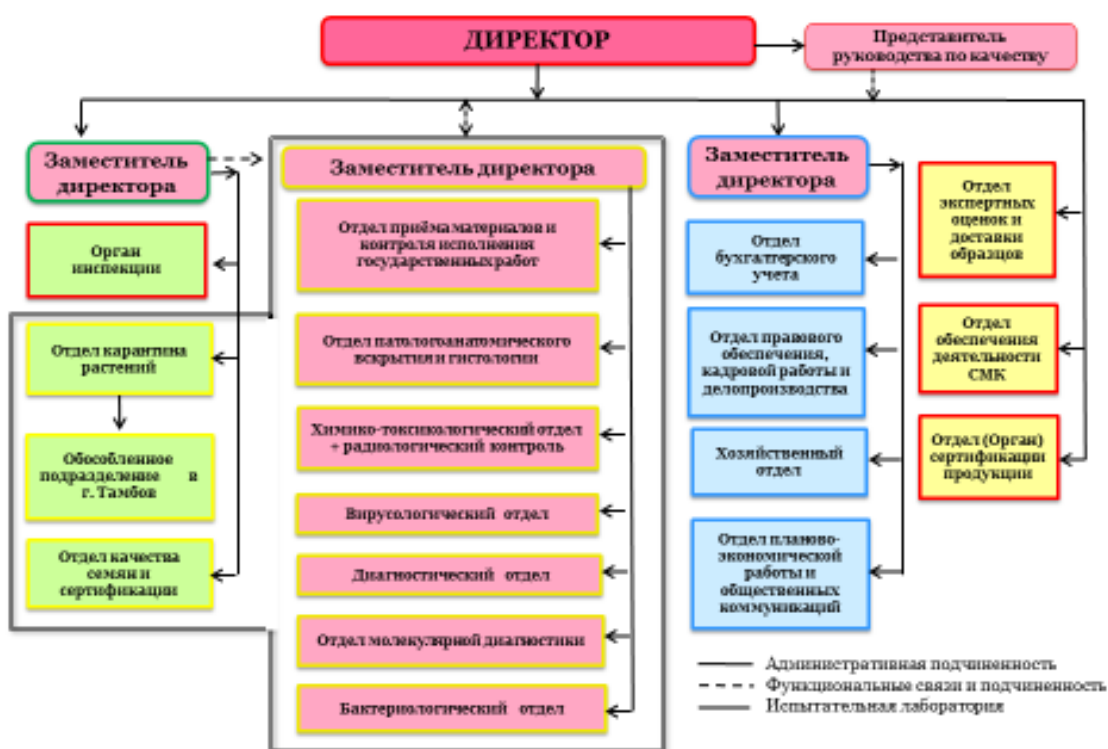 ДИРЕКТОР
Представитель
руководства по качеству
Заместитель
директора
Орган
инспекции
Отдел карантина
растений
Обособленное
подразделение в
г. Тамбов
Отдел качества
семян и
сертификации
Заместитель директора
Отдел приёма материалов и
контроля исполнения
государственных работ
Отдел патологоанатомического
вскрытия и гистологии
Химико-токсикологический отдел
+ радиологический контроль
Вирусологический отдел
Диагностический отдел
Отдел молекулярной диагностики
Бактериологический отдел
Заместитель
директора
Отдел
бухгалтерского
учета
Отдел правового
обеспечения,
кадровой работы и
делопроизводства
Хозяйственный
отдел
Отдел планово-
экономической
работы и
общественных
коммуникаций
Отдел
экспертных
оценок и
доставки
образцов
Отдел
обеспечения
деятельности
СМК
Отдел (Орган)
сертификации
продукции
Административная подчиненность
Функциональные связи и подчиненность
Испытательная лаборатория